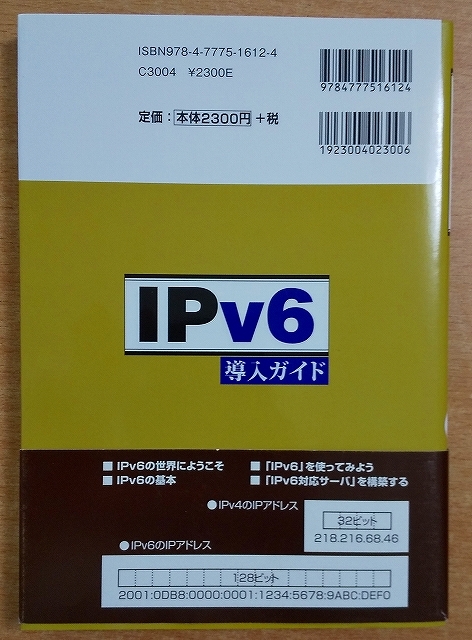 ISBN978-4-7775-1612-4
C3004 ¥2300E
9784777516124
定価：本体2300円＋税
1923004023006
IPv6
導入ガイド
■ IPv6の世界にようこそ
■ 「IPv6」を使ってみよう
■ IPv6の基本
■ 「IPv6対応サーバ」を構築する
●IPv4のIPアドレス
32ビット
218.216.68.46
●IPv6のIPアドレス
128ビット
2001:0DB8:0000:0001:1234:5678:9ABC:DEF0